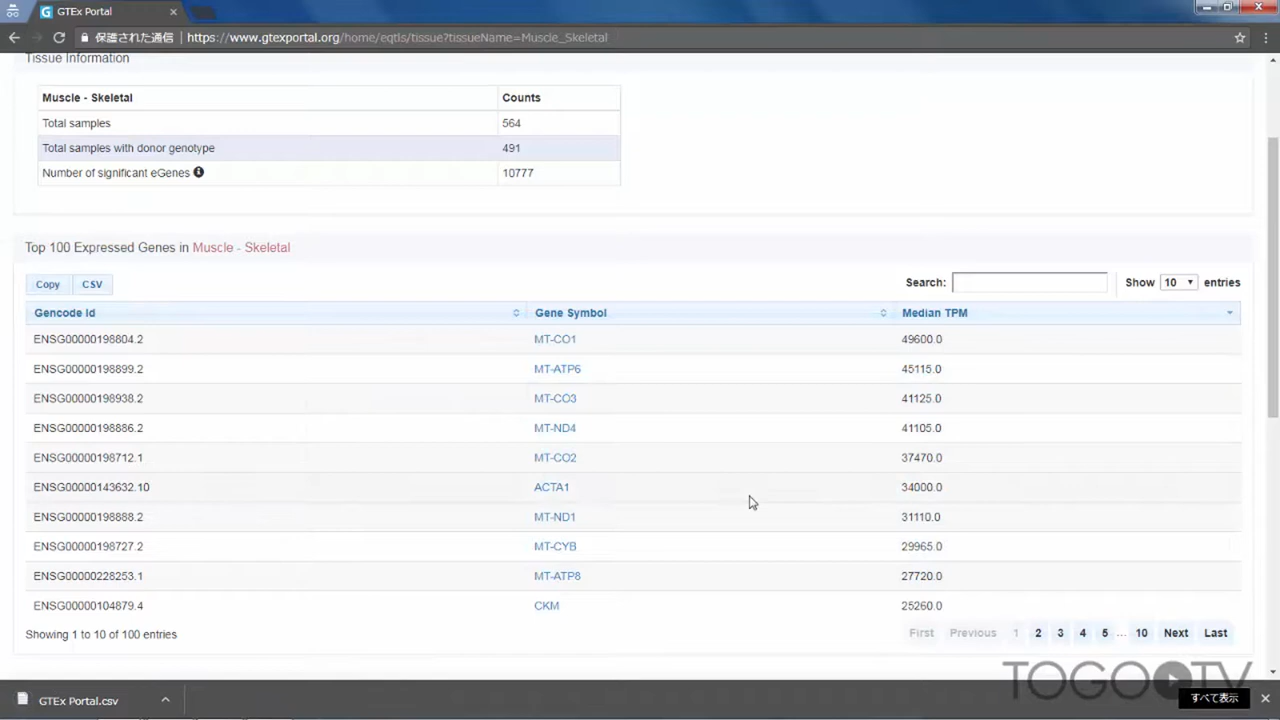 GTEx Portal
保護された通信 https://www.gtexportal.org/home/eqtls/tissue?tissueName=Muscle_Skeletal
Tissue Information
Muscle - Skeletal Counts
Total samples 564
Total samples with donor genotype 491
Number of significant eGenes 10777
Top 100 Expressed Genes in Muscle - Skeletal
Copy CSV Search: Show 10 entries
Gencode Id Gene Symbol Median TPM
ENSG00000198804.2 MT-CO1 49600.0
ENSG00000198899.2 MT-ATP6 45115.0
ENSG00000198938.2 MT-CO3 41125.0
ENSG00000198886.2 MT-ND4 41105.0
ENSG00000198712.1 MT-CO2 37470.0
ENSG00000143632.10 ACTA1 34000.0
ENSG00000198888.2 MT-ND1 31110.0
ENSG00000198727.2 MT-CYB 29965.0
ENSG00000228253.1 MT-ATP8 27720.0
ENSG00000104879.4 CKM 25260.0
Showing 1 to 10 of 100 entries First Previous 1 2 3 4 5 ... 10 Next Last
TOGO TV
GTEx Portal.csv すべて表示